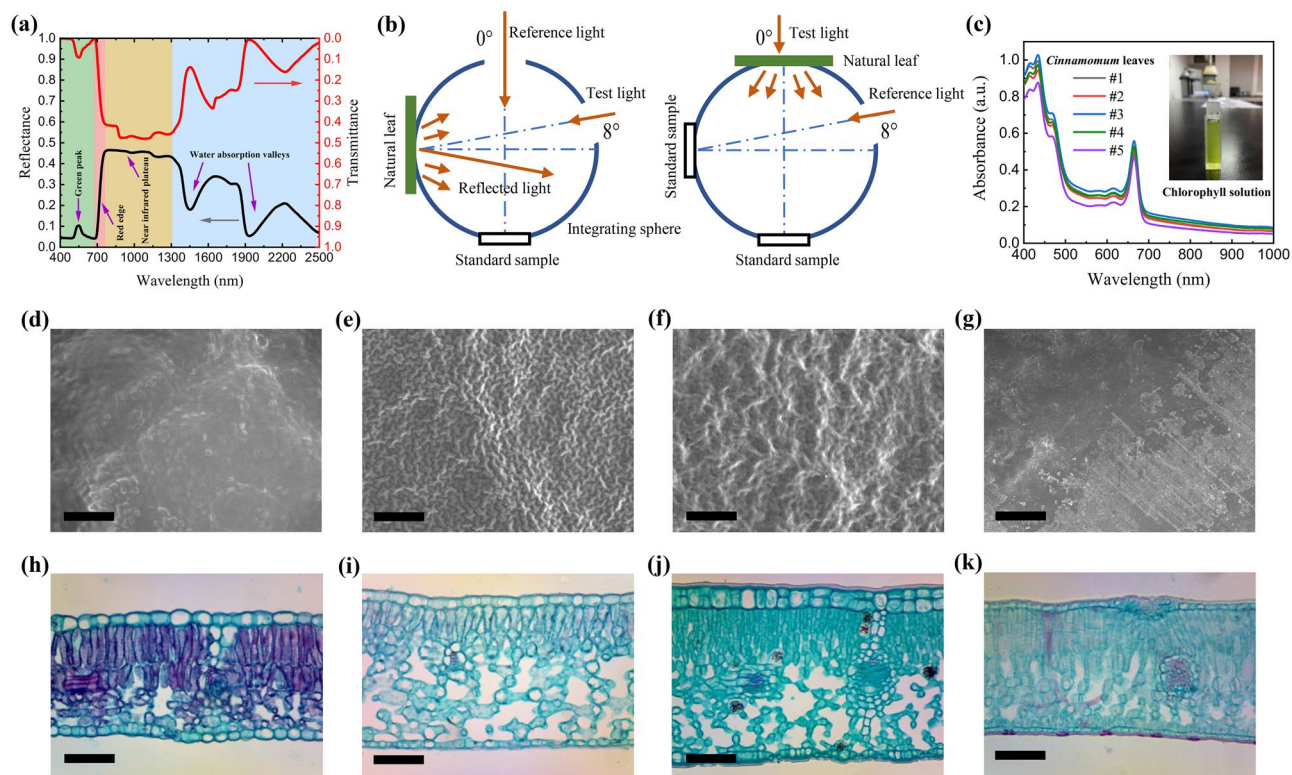 (a)
1.0
0.9
0.8
0.7
0.6
0.5
0.4
0.3
0.2
0.1
0.0
Reflectance
Green peak
Red edge
Near infrared plateau
Water absorption valleys
0.0
0.1
0.2
0.3
0.4
0.5
0.6
0.7
0.8
0.9
1.0
Transmittance
400 700 1000 1300 1600 1900 2200 2500
Wavelength (nm)
(b)
0°
Reference light
Natural leaf
Test light
8°
Reflected light
Integrating sphere
Standard sample
0°
Test light
Natural leaf
Reference light
8°
Standard sample
Standard sample
(c)
Absorbance (a.u.)
1.0
0.8
0.6
0.4
0.2
0.0
Cinnamomum leaves
#1
#2
#3
#4
#5
Chlorophyll solution
400 500 600 700 800 900 1000
Wavelength (nm)
(d)
(e)
(f)
(g)
(h)
(i)
(j)
(k)